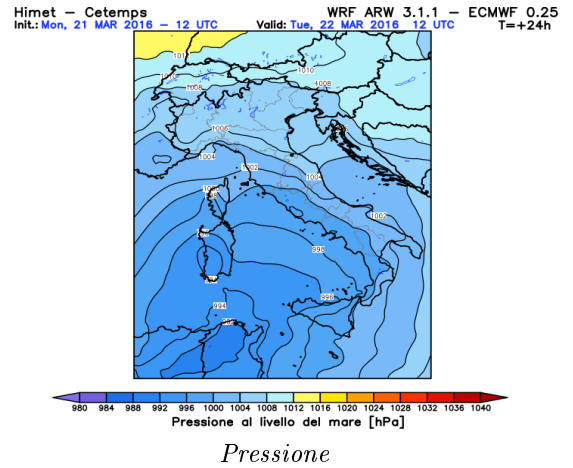 Himet − Cetemps WRF ARW 3.1.1 − ECMWF 0.25
Init.: Mon, 21 MAR 2016 − 12 UTC Valid: Tue, 22 MAR 2016 12 UTC T=+24h
1010
1008
1008
1006
1004
1002
1004
1002
998
996
994
980 984 988 992 996 1000 1004 1008 1012 1016 1020 1024 1028 1032 1036 1040
Pressione al livello del mare [hPa]
Pressione